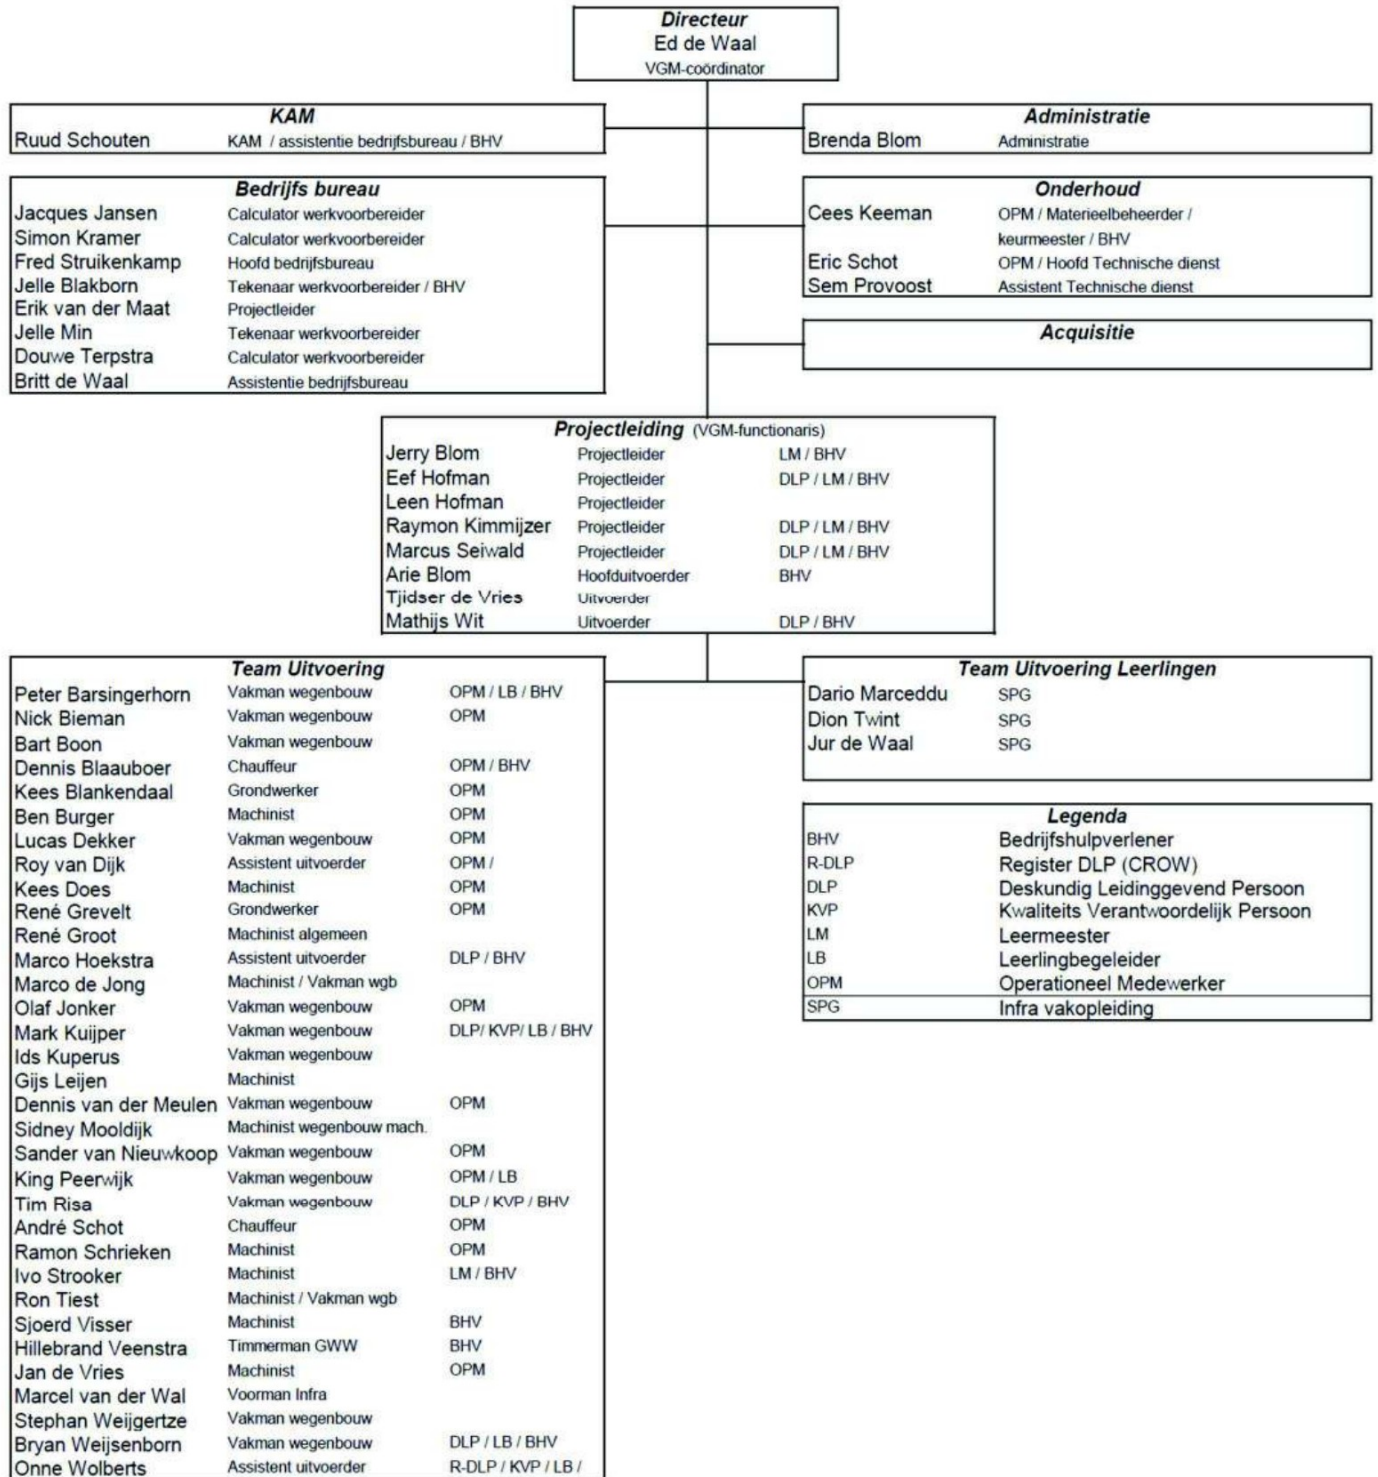 Directeur
Ed de Waal
VGM-coördinator
KAM
Ruud Schouten KAM / assistentie bedrijfsbureau / BHV
Administratie
Brenda Blom Administratie
Bedrijfs bureau
Jacques Jansen Calculator werkvoorbereider
Simon Kramer Calculator werkvoorbereider
Fred Struikenkamp Hoofd bedrijfsbureau
Jelle Blakborn Tekenaar werkvoorbereider / BHV
Erik van der Maat Projectleider
Jelle Min Tekenaar werkvoorbereider
Douwe Terpstra Calculator werkvoorbereider
Britt de Waal Assistentie bedrijfsbureau
Onderhoud
Cees Keeman OPM / Materieelbeheerder /
keurmeester / BHV
Eric Schot OPM / Hoofd Technische dienst
Sem Provoost Assistent Technische dienst
Acquisitie
Projectleiding (VGM-functionaris)
Jerry Blom Projectleider LM / BHV
Eef Hofman Projectleider DLP / LM / BHV
Leen Hofman Projectleider
Raymon Kimmijzer Projectleider DLP / LM / BHV
Marcus Seiwald Projectleider DLP / LM / BHV
Arie Blom Hoofduitvoerder BHV
Tjidser de Vries Uitvoerder
Mathijs Wit Uitvoerder DLP / BHV
Team Uitvoering
Peter Barsingerhorn Vakman wegenbouw OPM / LB / BHV
Nick Bieman Vakman wegenbouw OPM
Bart Boon Vakman wegenbouw
Dennis Blaauboer Chauffeur OPM / BHV
Kees Blankendaal Grondwerker OPM
Ben Burger Machinist OPM
Lucas Dekker Vakman wegenbouw OPM
Roy van Dijk Assistent uitvoerder OPM /
Kees Does Machinist OPM
René Grevelt Grondwerker OPM
René Groot Machinist algemeen
Marco Hoekstra Assistent uitvoerder DLP / BHV
Marco de Jong Machinist / Vakman wgb
Olaf Jonker Vakman wegenbouw OPM
Mark Kuijper Vakman wegenbouw DLP/ KVP/ LB / BHV
Ids Kuperus Vakman wegenbouw
Gijs Leijen Machinist
Dennis van der Meulen Vakman wegenbouw OPM
Sidney Mooldijk Machinist wegenbouw mach.
Sander van Nieuwkoop Vakman wegenbouw OPM
King Peerwijk Vakman wegenbouw OPM / LB
Tim Risa Vakman wegenbouw DLP / KVP / BHV
André Schot Chauffeur OPM
Ramon Schrieken Machinist OPM
Ivo Strooker Machinist LM / BHV
Ron Tiest Machinist / Vakman wgb
Sjoerd Visser Machinist BHV
Hillebrand Veenstra Timmerman GWW BHV
Jan de Vries Machinist OPM
Marcel van der Wal Voorman Infra
Stephan Weijgertze Vakman wegenbouw
Bryan Weijsenborn Vakman wegenbouw DLP / LB / BHV
Onne Wolberts Assistent uitvoerder R-DLP / KVP / LB /
Team Uitvoering Leerlingen
Dario Marceddu SPG
Dion Twint SPG
Jur de Waal SPG
Legenda
BHV Bedrijfshulpverlener
R-DLP Register DLP (CROW)
DLP Deskundig Leidinggevend Persoon
KVP Kwaliteits Verantwoordelijk Persoon
LM Leermeester
LB Leerlingbegeleider
OPM Operationeel Medewerker
SPG Infra vakopleiding